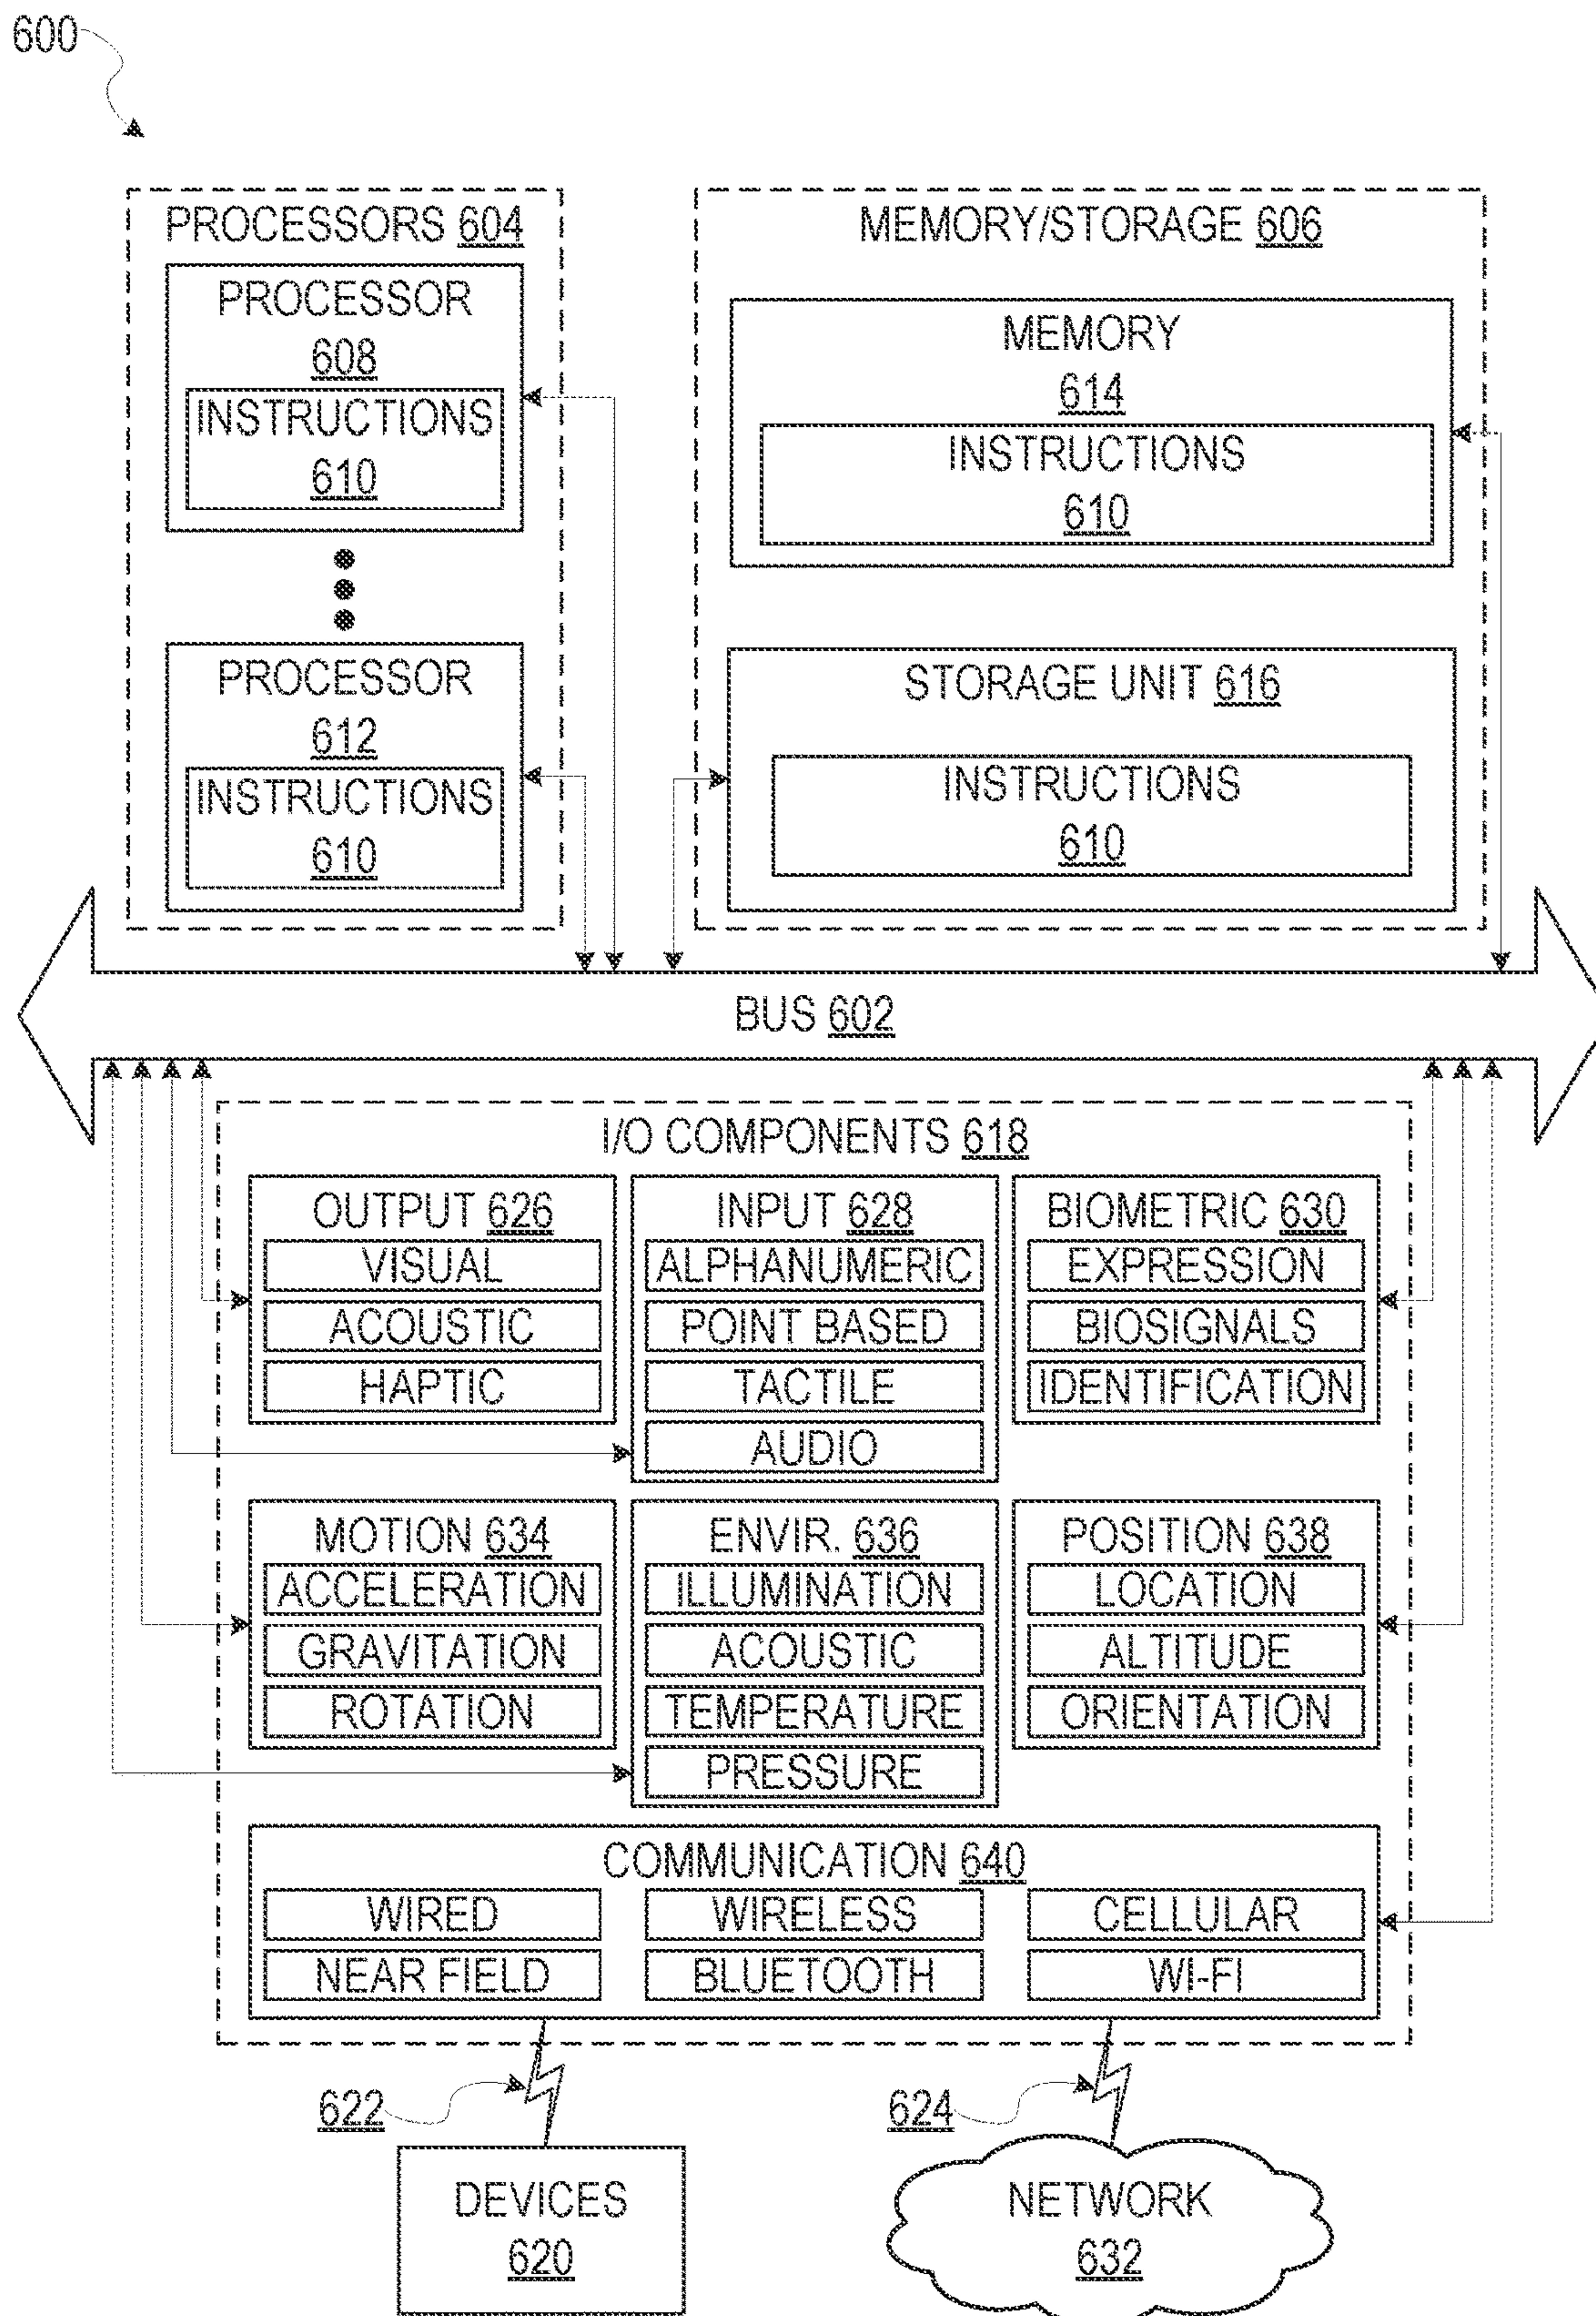 600
PROCESSORS 604
PROCESSOR
608
INSTRUCTIONS
610
PROCESSOR
612
INSTRUCTIONS
610
MEMORY/STORAGE 606
MEMORY
614
INSTRUCTIONS
610
STORAGE UNIT 616
INSTRUCTIONS
610
BUS 602
I/O COMPONENTS 618
OUTPUT 626
VISUAL
ACOUSTIC
HAPTIC
INPUT 628
ALPHANUMERIC
POINT BASED
TACTILE
AUDIO
BIOMETRIC 630
EXPRESSION
BIOSIGNALS
IDENTIFICATION
MOTION 634
ACCELERATION
GRAVITATION
ROTATION
ENVIR. 636
ILLUMINATION
ACOUSTIC
TEMPERATURE
PRESSURE
POSITION 638
LOCATION
ALTITUDE
ORIENTATION
COMMUNICATION 640
WIRED
WIRELESS
CELLULAR
NEAR FIELD
BLUETOOTH
WI-FI
622
624
DEVICES
620
NETWORK
632